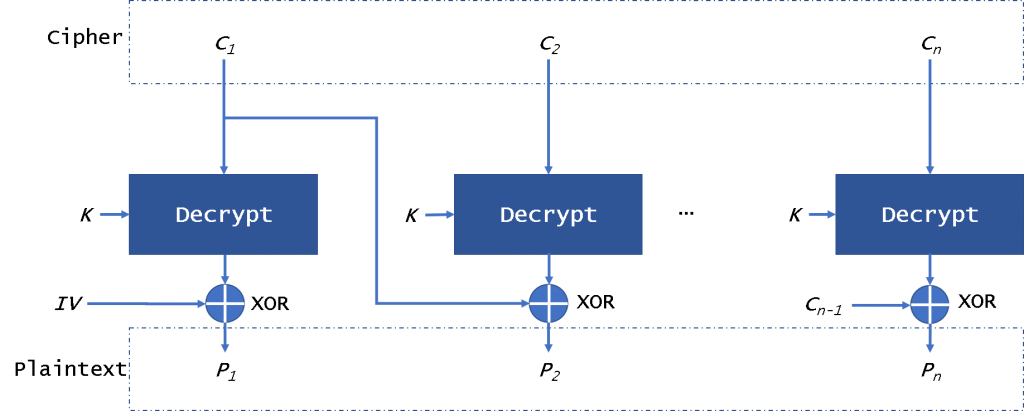 Cipher C1 C2 Cn
K Decrypt K Decrypt ... K Decrypt
IV XOR XOR Cn-1 XOR
Plaintext P1 P2 Pn